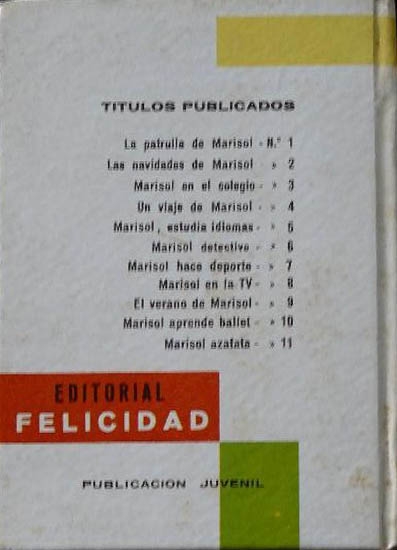 TITULOS PUBLICADOS
La patrulla de Marisol - N.° 1
Las navidades de Marisol » 2
Marisol en el colegio - » 3
Un viaje de Marisol - » 4
Marisol, estudia idiomas - » 5
Marisol detective - » 6
Marisol hace deporte - » 7
Marisol en la TV - » 8
El verano de Marisol - » 9
Marisol aprende ballet - » 10
Marisol azafata - » 11
EDITORIAL
FELICIDAD
PUBLICACION JUVENIL